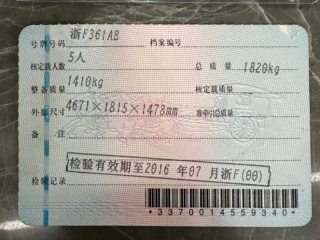 号牌号码 浙F361AB 档案编号
核定载人数 5人 总 质 量 1820kg
整备质量 1410kg 核定载质量
外廓尺寸 4671×1815×1478mm 准牵引总质量
备 注
检验有效期至2016 年07 月浙F(00)
检验记录
*3370014559340*